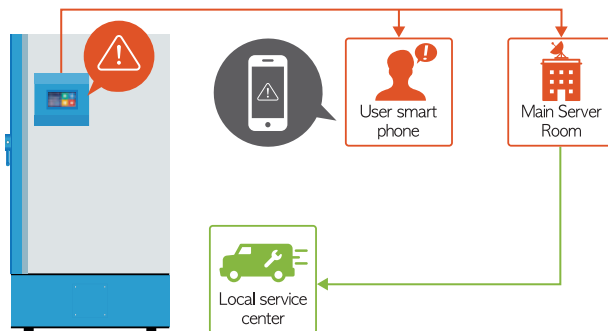 User smart
phone
Main Server
Room
Local service
center